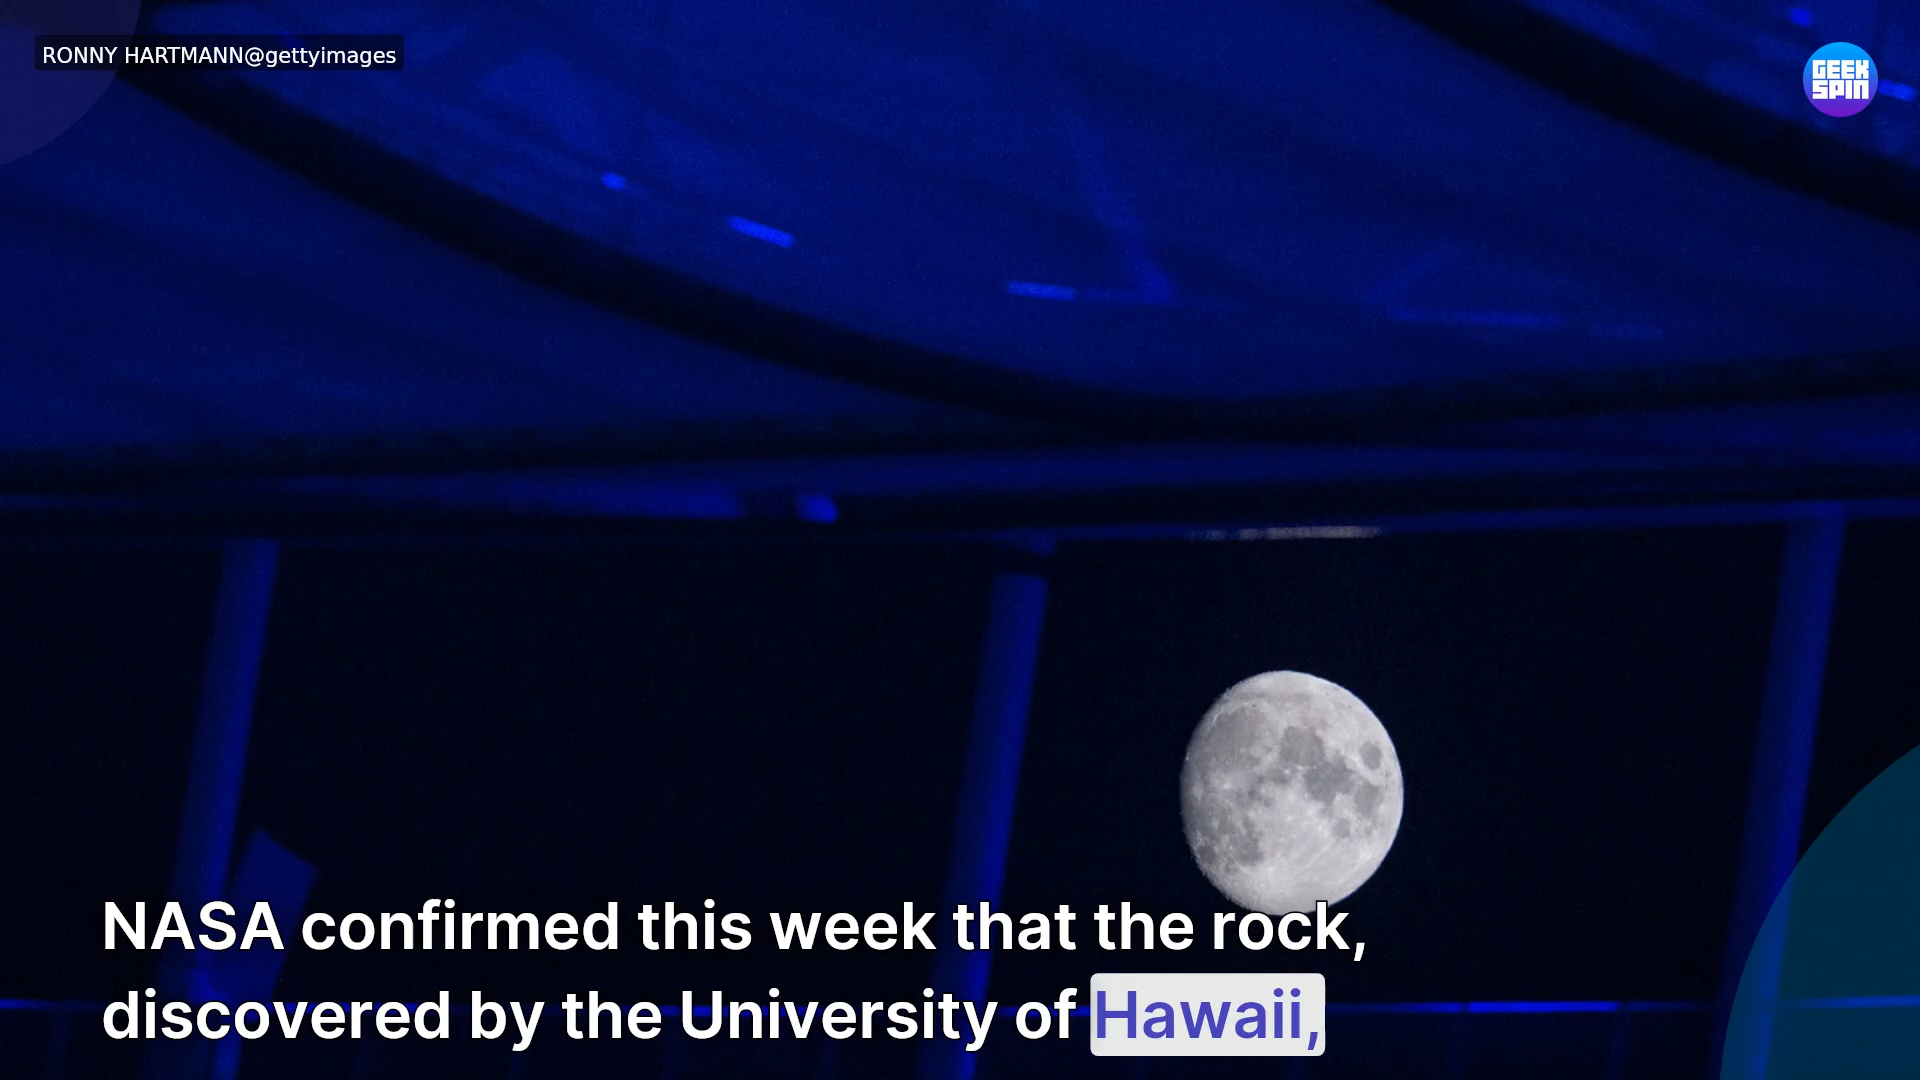 RONNY HARTMANN@gettyimages
GEEK
SPIN
NASA confirmed this week that the rock,
discovered by the University of Hawaii,